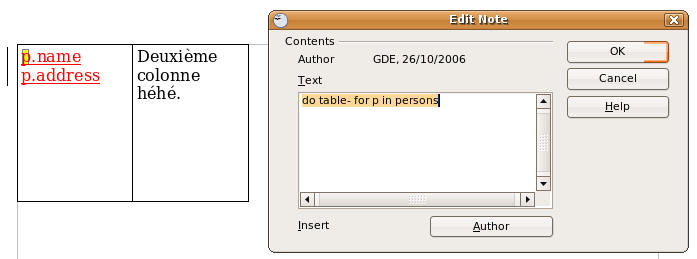 p.name
p.address
Deuxième
colonne
héhé.
Edit Note
Contents
Author GDE, 26/10/2006
Text
do table- for p in persons
Insert
Author
OK
Cancel
Help